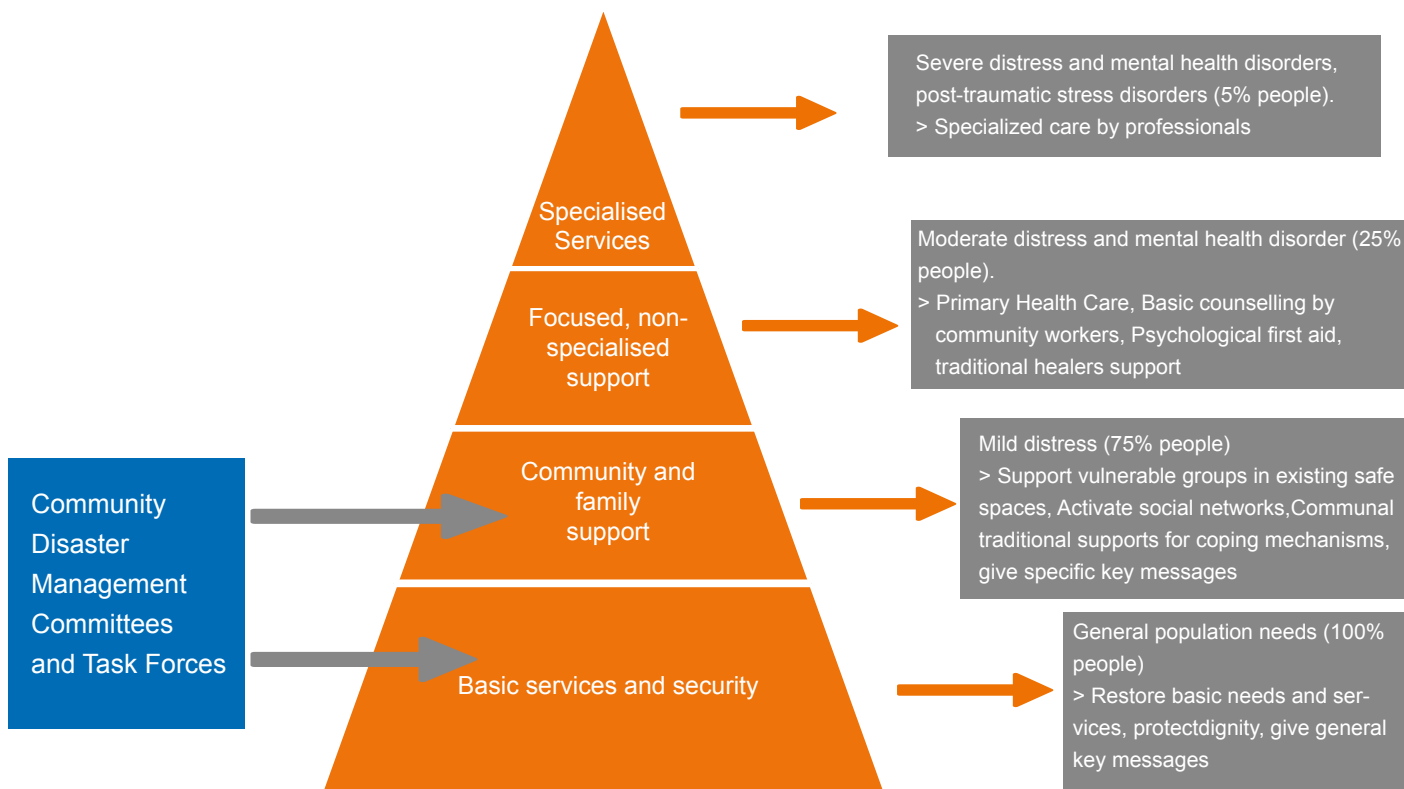 Severe distress and mental health disorders,
post-traumatic stress disorders (5% people).
> Specialized care by professionals
Specialised
Services
Moderate distress and mental health disorder (25%
people).
> Primary Health Care, Basic counselling by
community workers, Psychological first aid,
traditional healers support
Focused, non-
specialised
support
Mild distress (75% people)
> Support vulnerable groups in existing safe
spaces, Activate social networks,Communal
traditional supports for coping mechanisms,
give specific key messages
Community and
family
support
Community
Disaster
Management
Committees
and Task Forces
General population needs (100%
people)
> Restore basic needs and ser-
vices, protectdignity, give general
key messages
Basic services and security